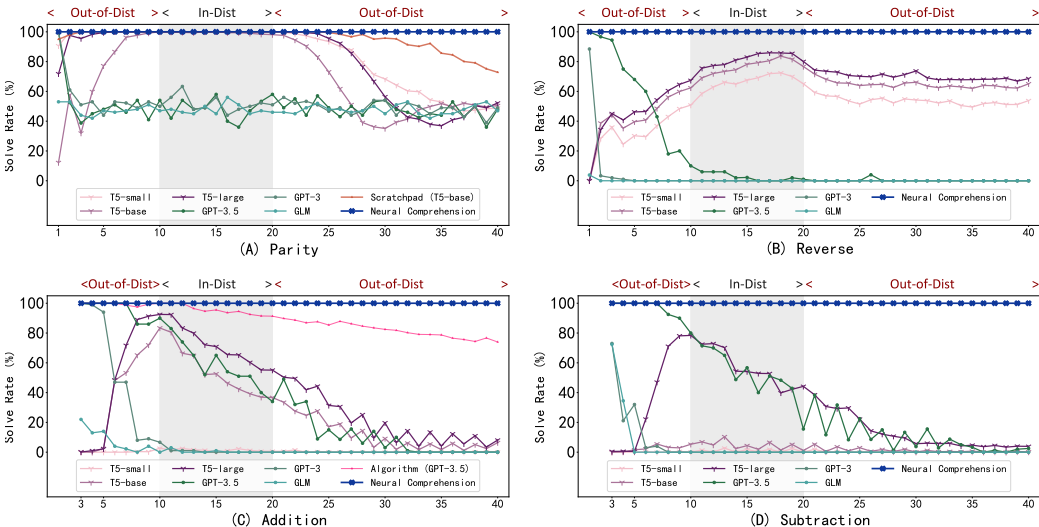 < Out-of-Dist > < In-Dist > < Out-of-Dist >
Solve Rate (%)
100
80
60
40
20
0
T5-small T5-large GPT-3 Scratchpad (T5-base)
T5-base GPT-3.5 GLM Neural Comprehension
1 5 10 15 20 25 30 35 40
(A) Parity
< Out-of-Dist > < In-Dist > < Out-of-Dist >
Solve Rate (%)
100
80
60
40
20
0
T5-small T5-large GPT-3 Neural Comprehension
T5-base GPT-3.5 GLM
1 5 10 15 20 25 30 35 40
(B) Reverse
<Out-of-Dist> < In-Dist > < Out-of-Dist >
Solve Rate (%)
100
80
60
40
20
0
T5-small T5-large GPT-3 Algorithm (GPT-3.5)
T5-base GPT-3.5 GLM Neural Comprehension
3 5 10 15 20 25 30 35 40
(C) Addition
<Out-of-Dist> < In-Dist > < Out-of-Dist >
Solve Rate (%)
100
80
60
40
20
0
T5-small T5-large GPT-3 Neural Comprehension
T5-base GPT-3.5 GLM
3 5 10 15 20 25 30 35 40
(D) Subtraction